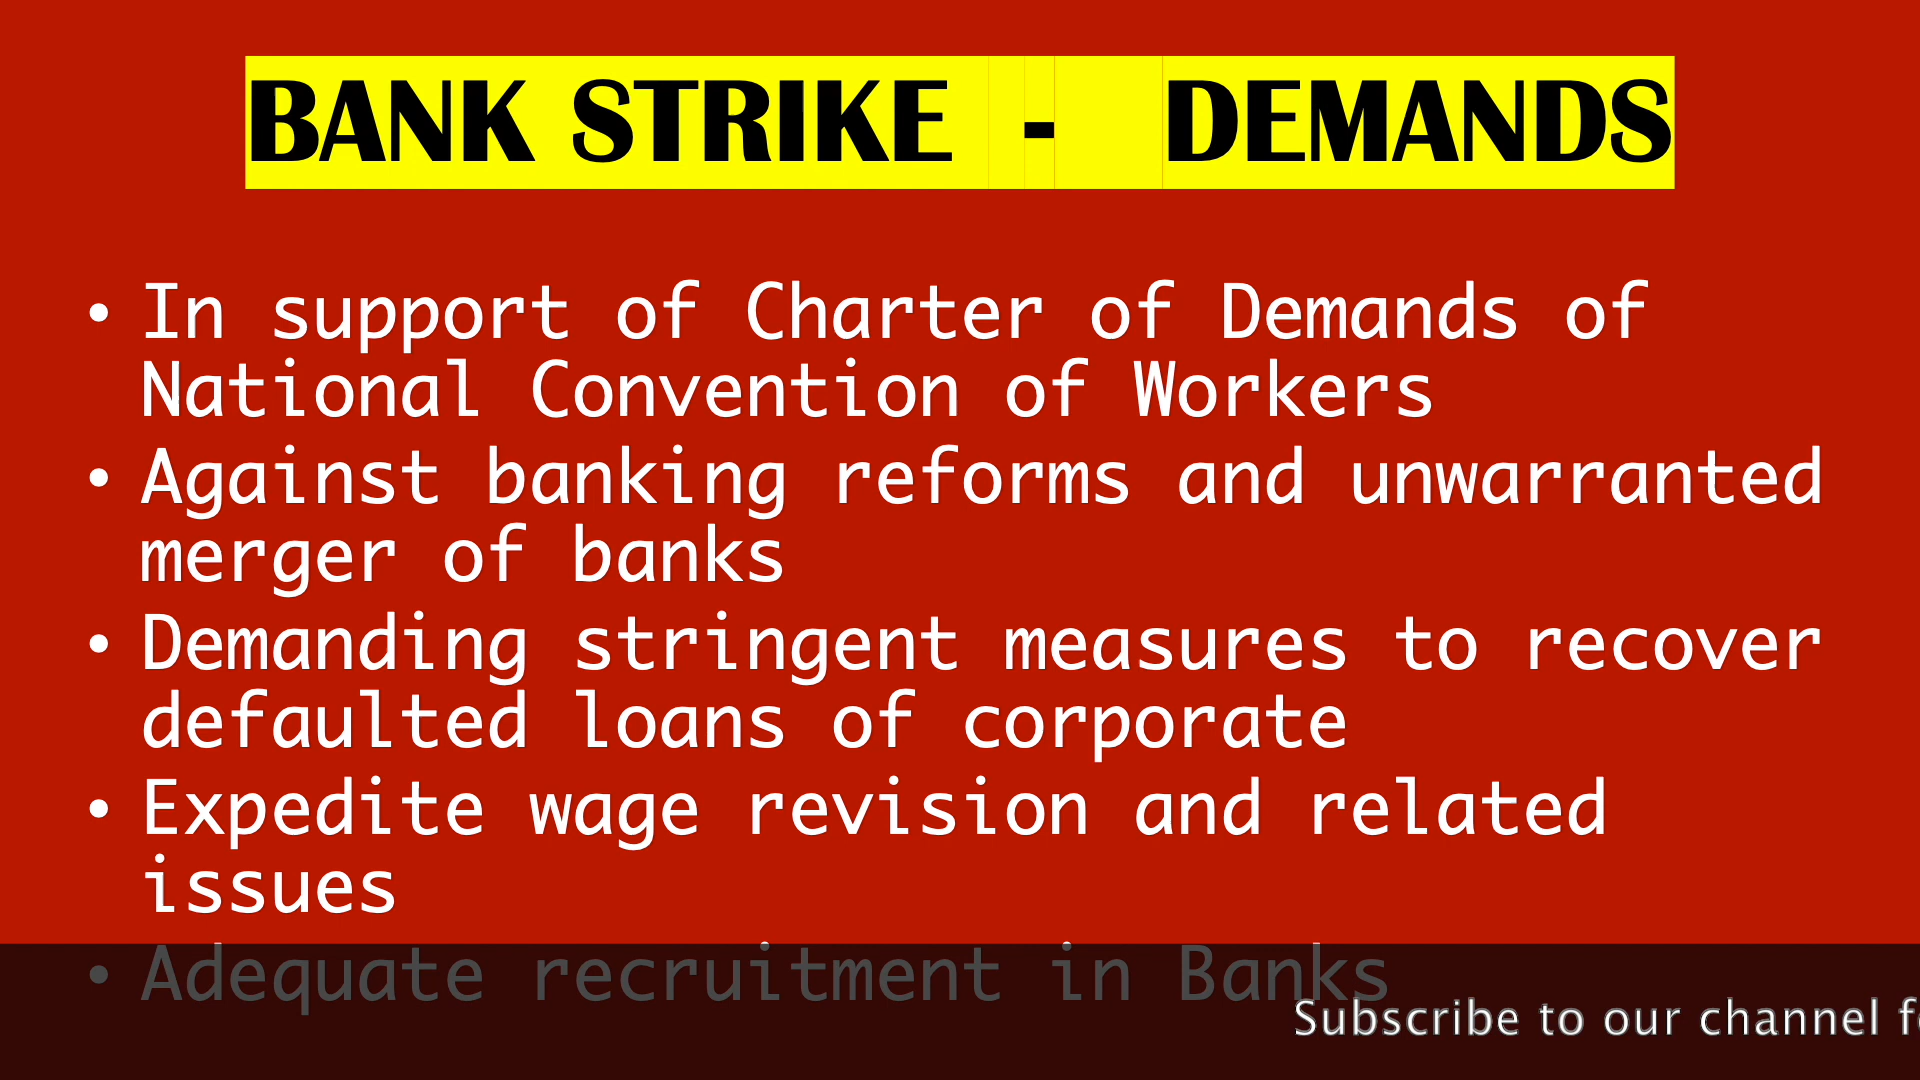 BANK STRIKE - DEMANDS
• In support of Charter of Demands of
National Convention of Workers
• Against banking reforms and unwarranted
merger of banks
• Demanding stringent measures to recover
defaulted loans of corporate
• Expedite wage revision and related
issues
• Adequate recruitment in Banks
Subscribe to our channel